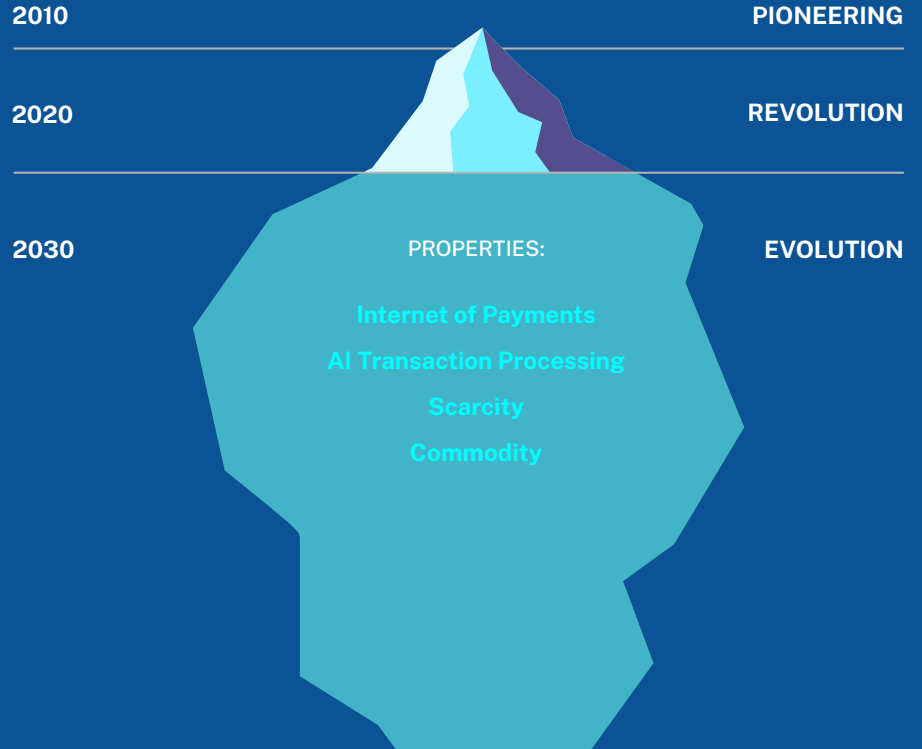 2010
PIONEERING
2020
REVOLUTION
2030
PROPERTIES:
EVOLUTION
Internet of Payments
AI Transaction Processing
Scarcity
Commodity